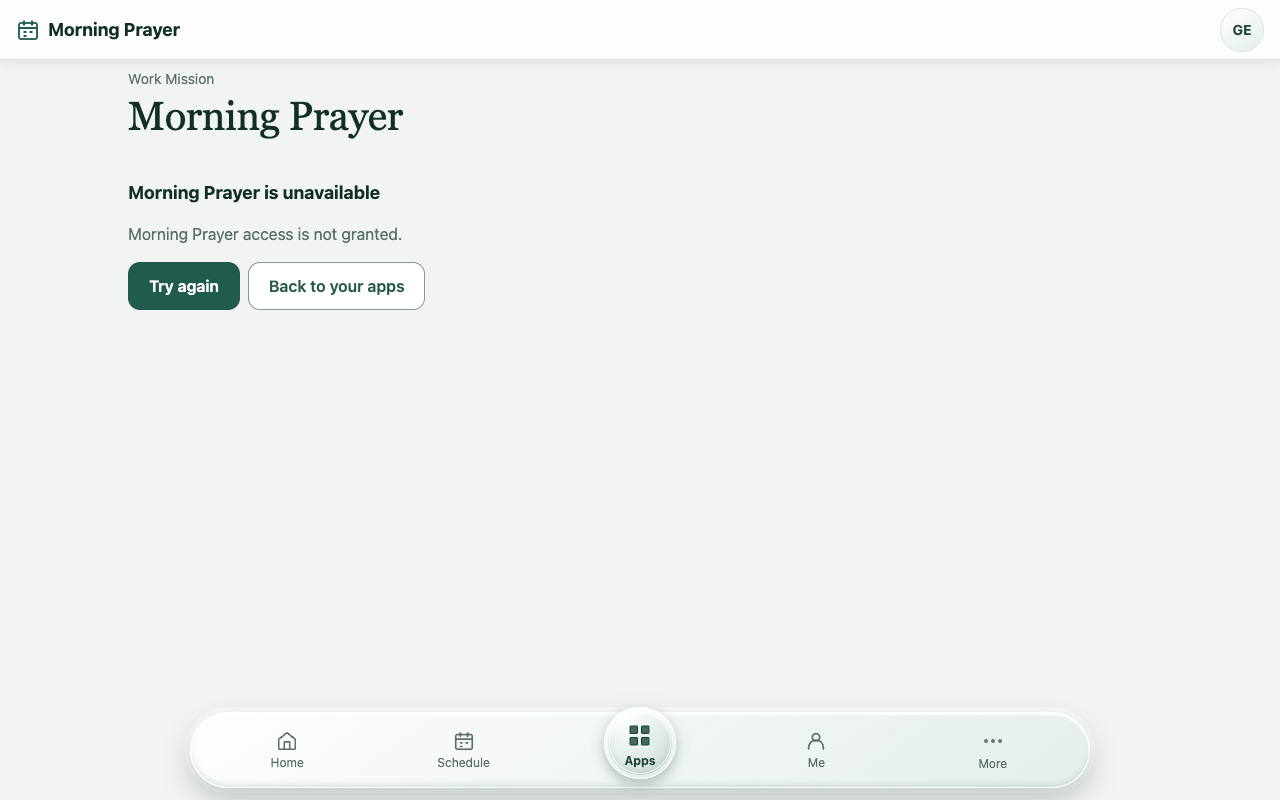 Morning Prayer
GE
Work Mission
Morning Prayer
Morning Prayer is unavailable
Morning Prayer access is not granted.
Try again
Back to your apps
Home
Schedule
Apps
Me
More